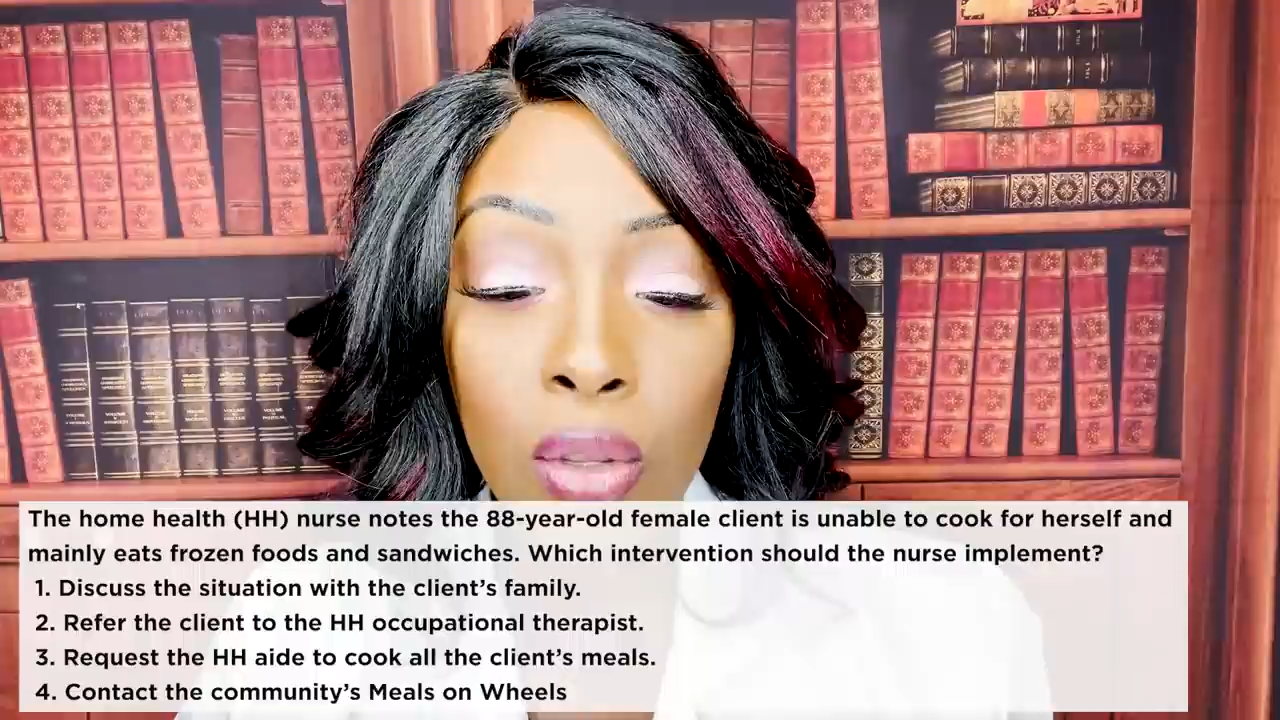 The home health (HH) nurse notes the 88-year-old female client is unable to cook for herself and
mainly eats frozen foods and sandwiches. Which intervention should the nurse implement?
1. Discuss the situation with the client’s family.
2. Refer the client to the HH occupational therapist.
3. Request the HH aide to cook all the client’s meals.
4. Contact the community’s Meals on Wheels